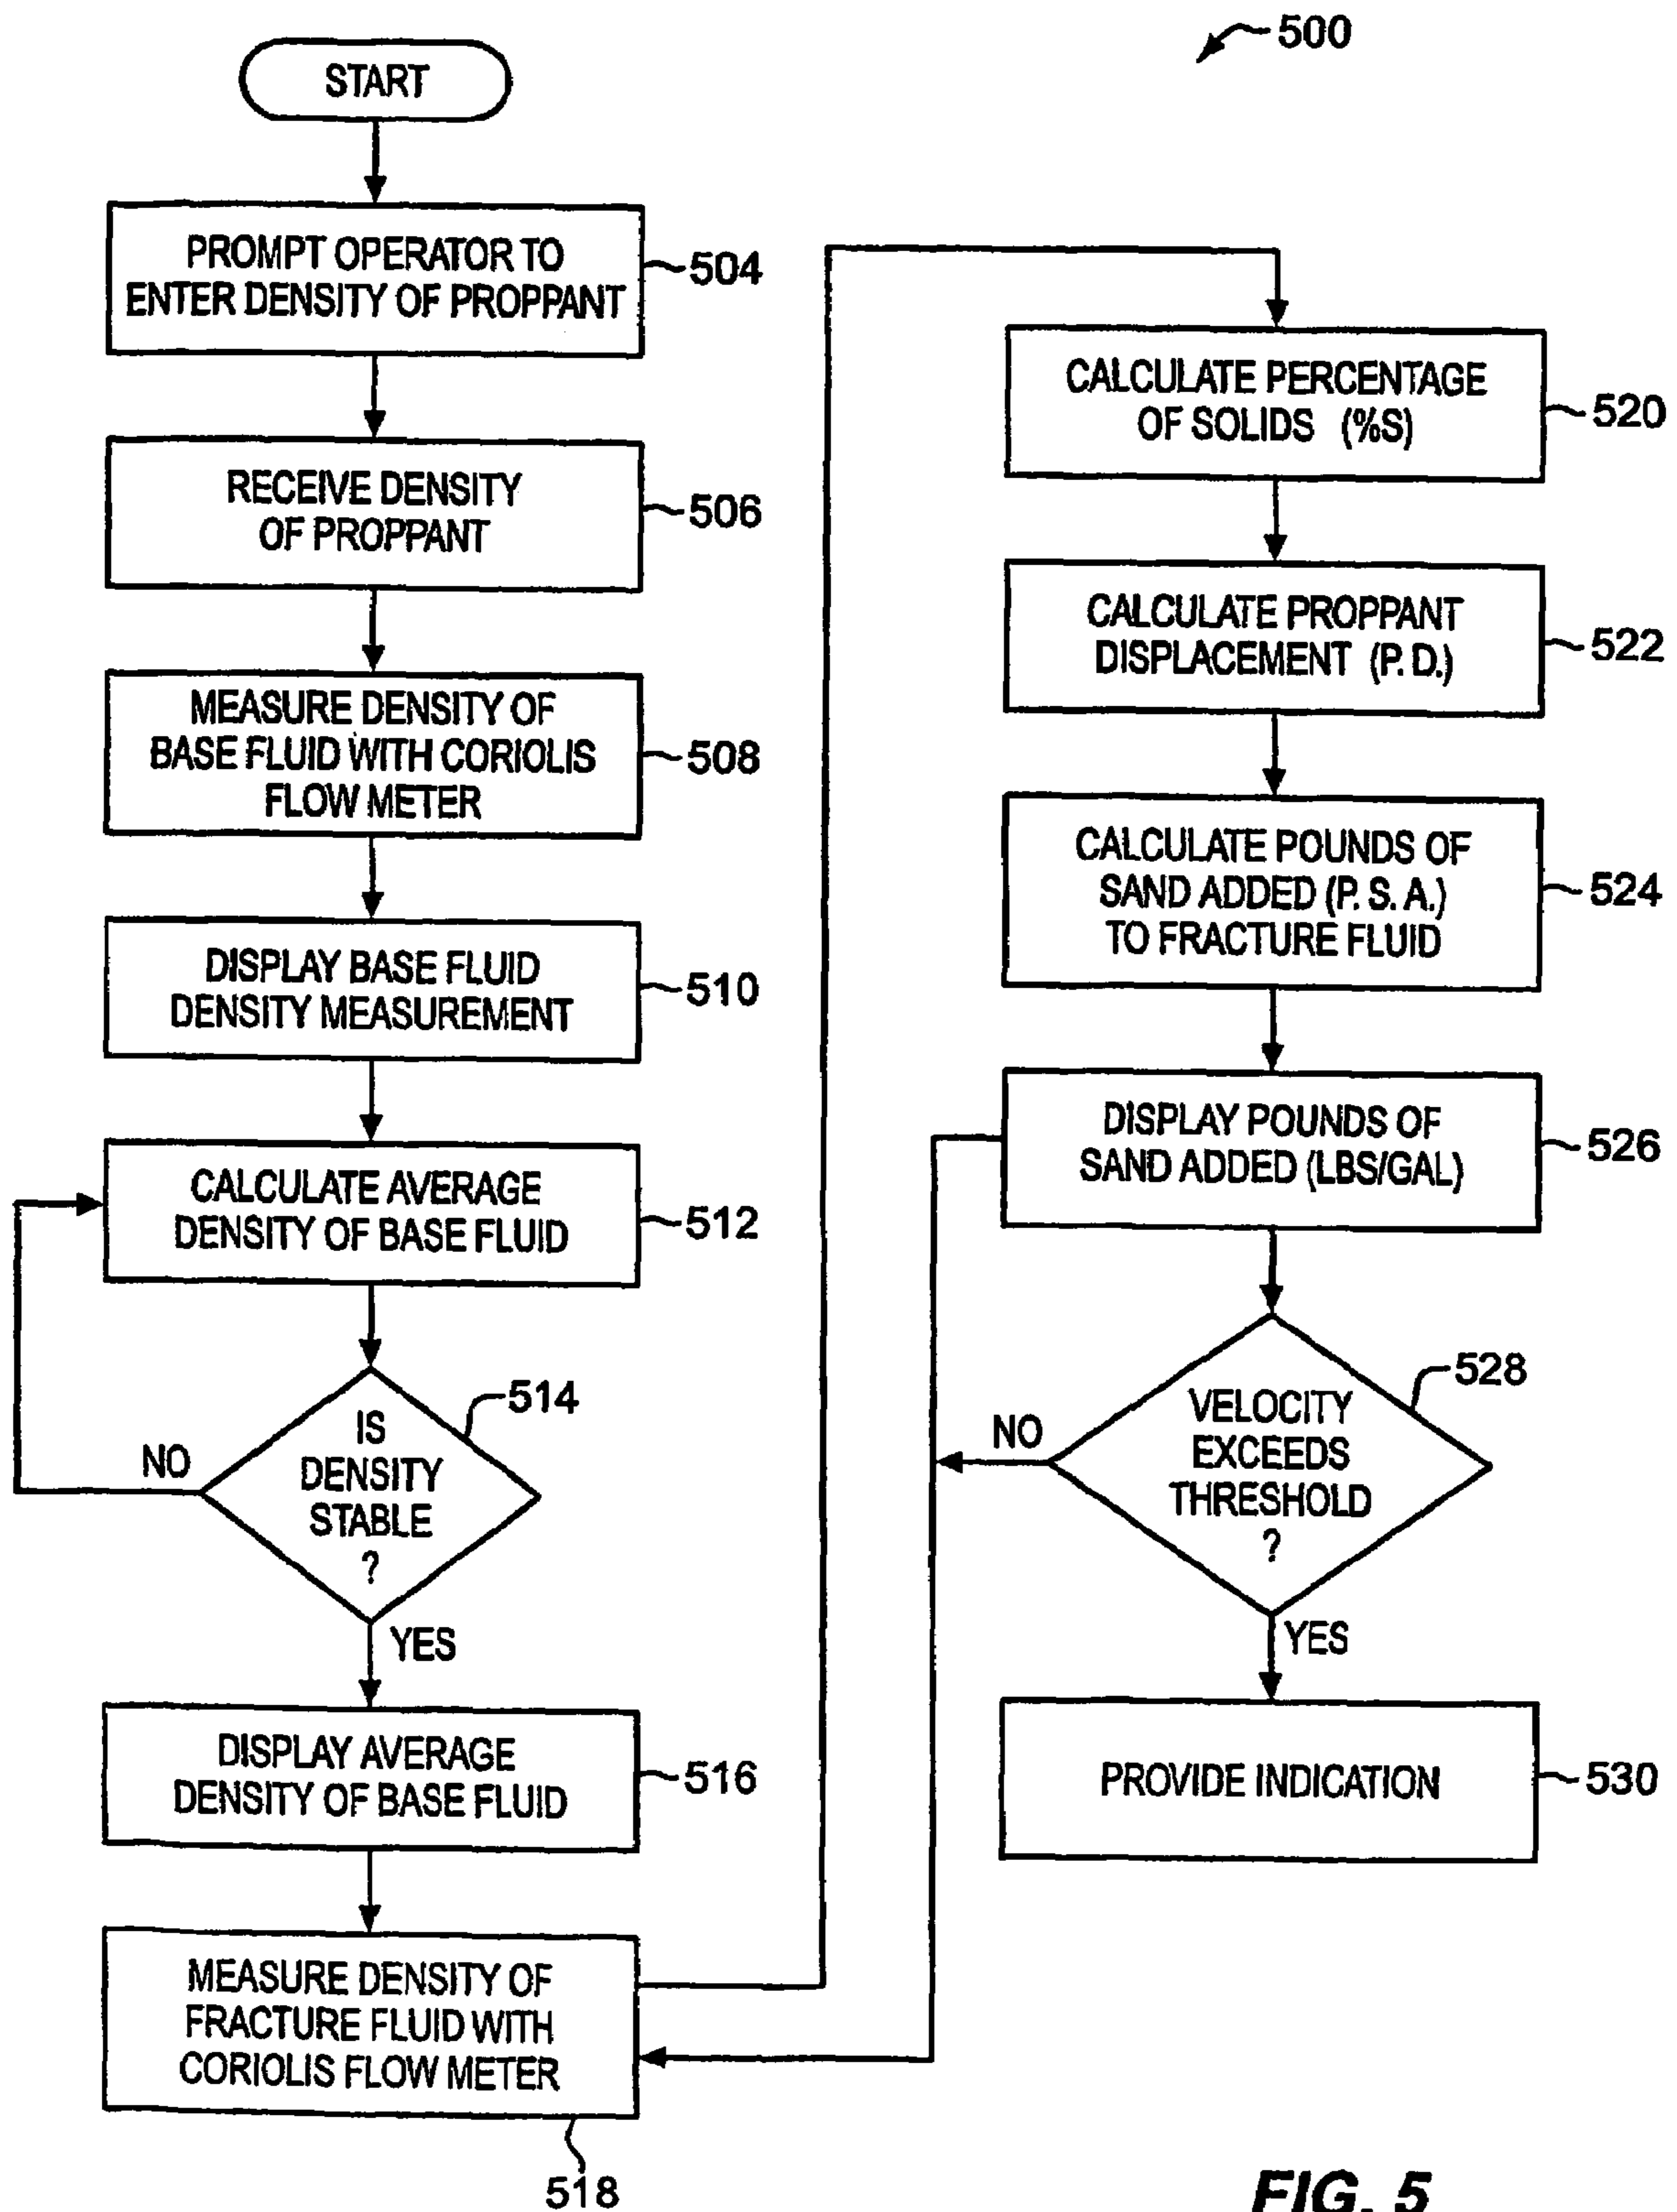 500
START
PROMPT OPERATOR TO
ENTER DENSITY OF PROPPANT
504
RECEIVE DENSITY
OF PROPPANT
506
MEASURE DENSITY OF
BASE FLUID WITH CORIOLIS
FLOW METER
508
DISPLAY BASE FLUID
DENSITY MEASUREMENT
510
CALCULATE AVERAGE
DENSITY OF BASE FLUID
512
IS
DENSITY
STABLE
?
514
NO
YES
DISPLAY AVERAGE
DENSITY OF BASE FLUID
516
MEASURE DENSITY OF
FRACTURE FLUID WITH
CORIOLIS FLOW METER
518
CALCULATE PERCENTAGE
OF SOLIDS (%S)
520
CALCULATE PROPPANT
DISPLACEMENT (P. D.)
522
CALCULATE POUNDS OF
SAND ADDED (P. S. A.)
TO FRACTURE FLUID
524
DISPLAY POUNDS OF
SAND ADDED (LBS/GAL)
526
VELOCITY
EXCEEDS
THRESHOLD
?
528
NO
YES
PROVIDE INDICATION
530
FIG. 5